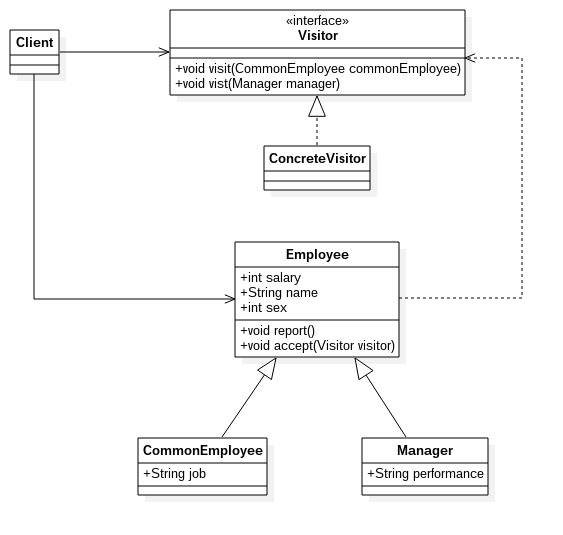 «interface»
Visitor
Client
+void visit(CommonEmployee commonEmployee)
+void vist(Manager manager)
ConcreteVisitor
Employee
+int salary
+String name
+int sex
+void report()
+void accept(Visitor visitor)
CommonEmployee
+String job
Manager
+String performance